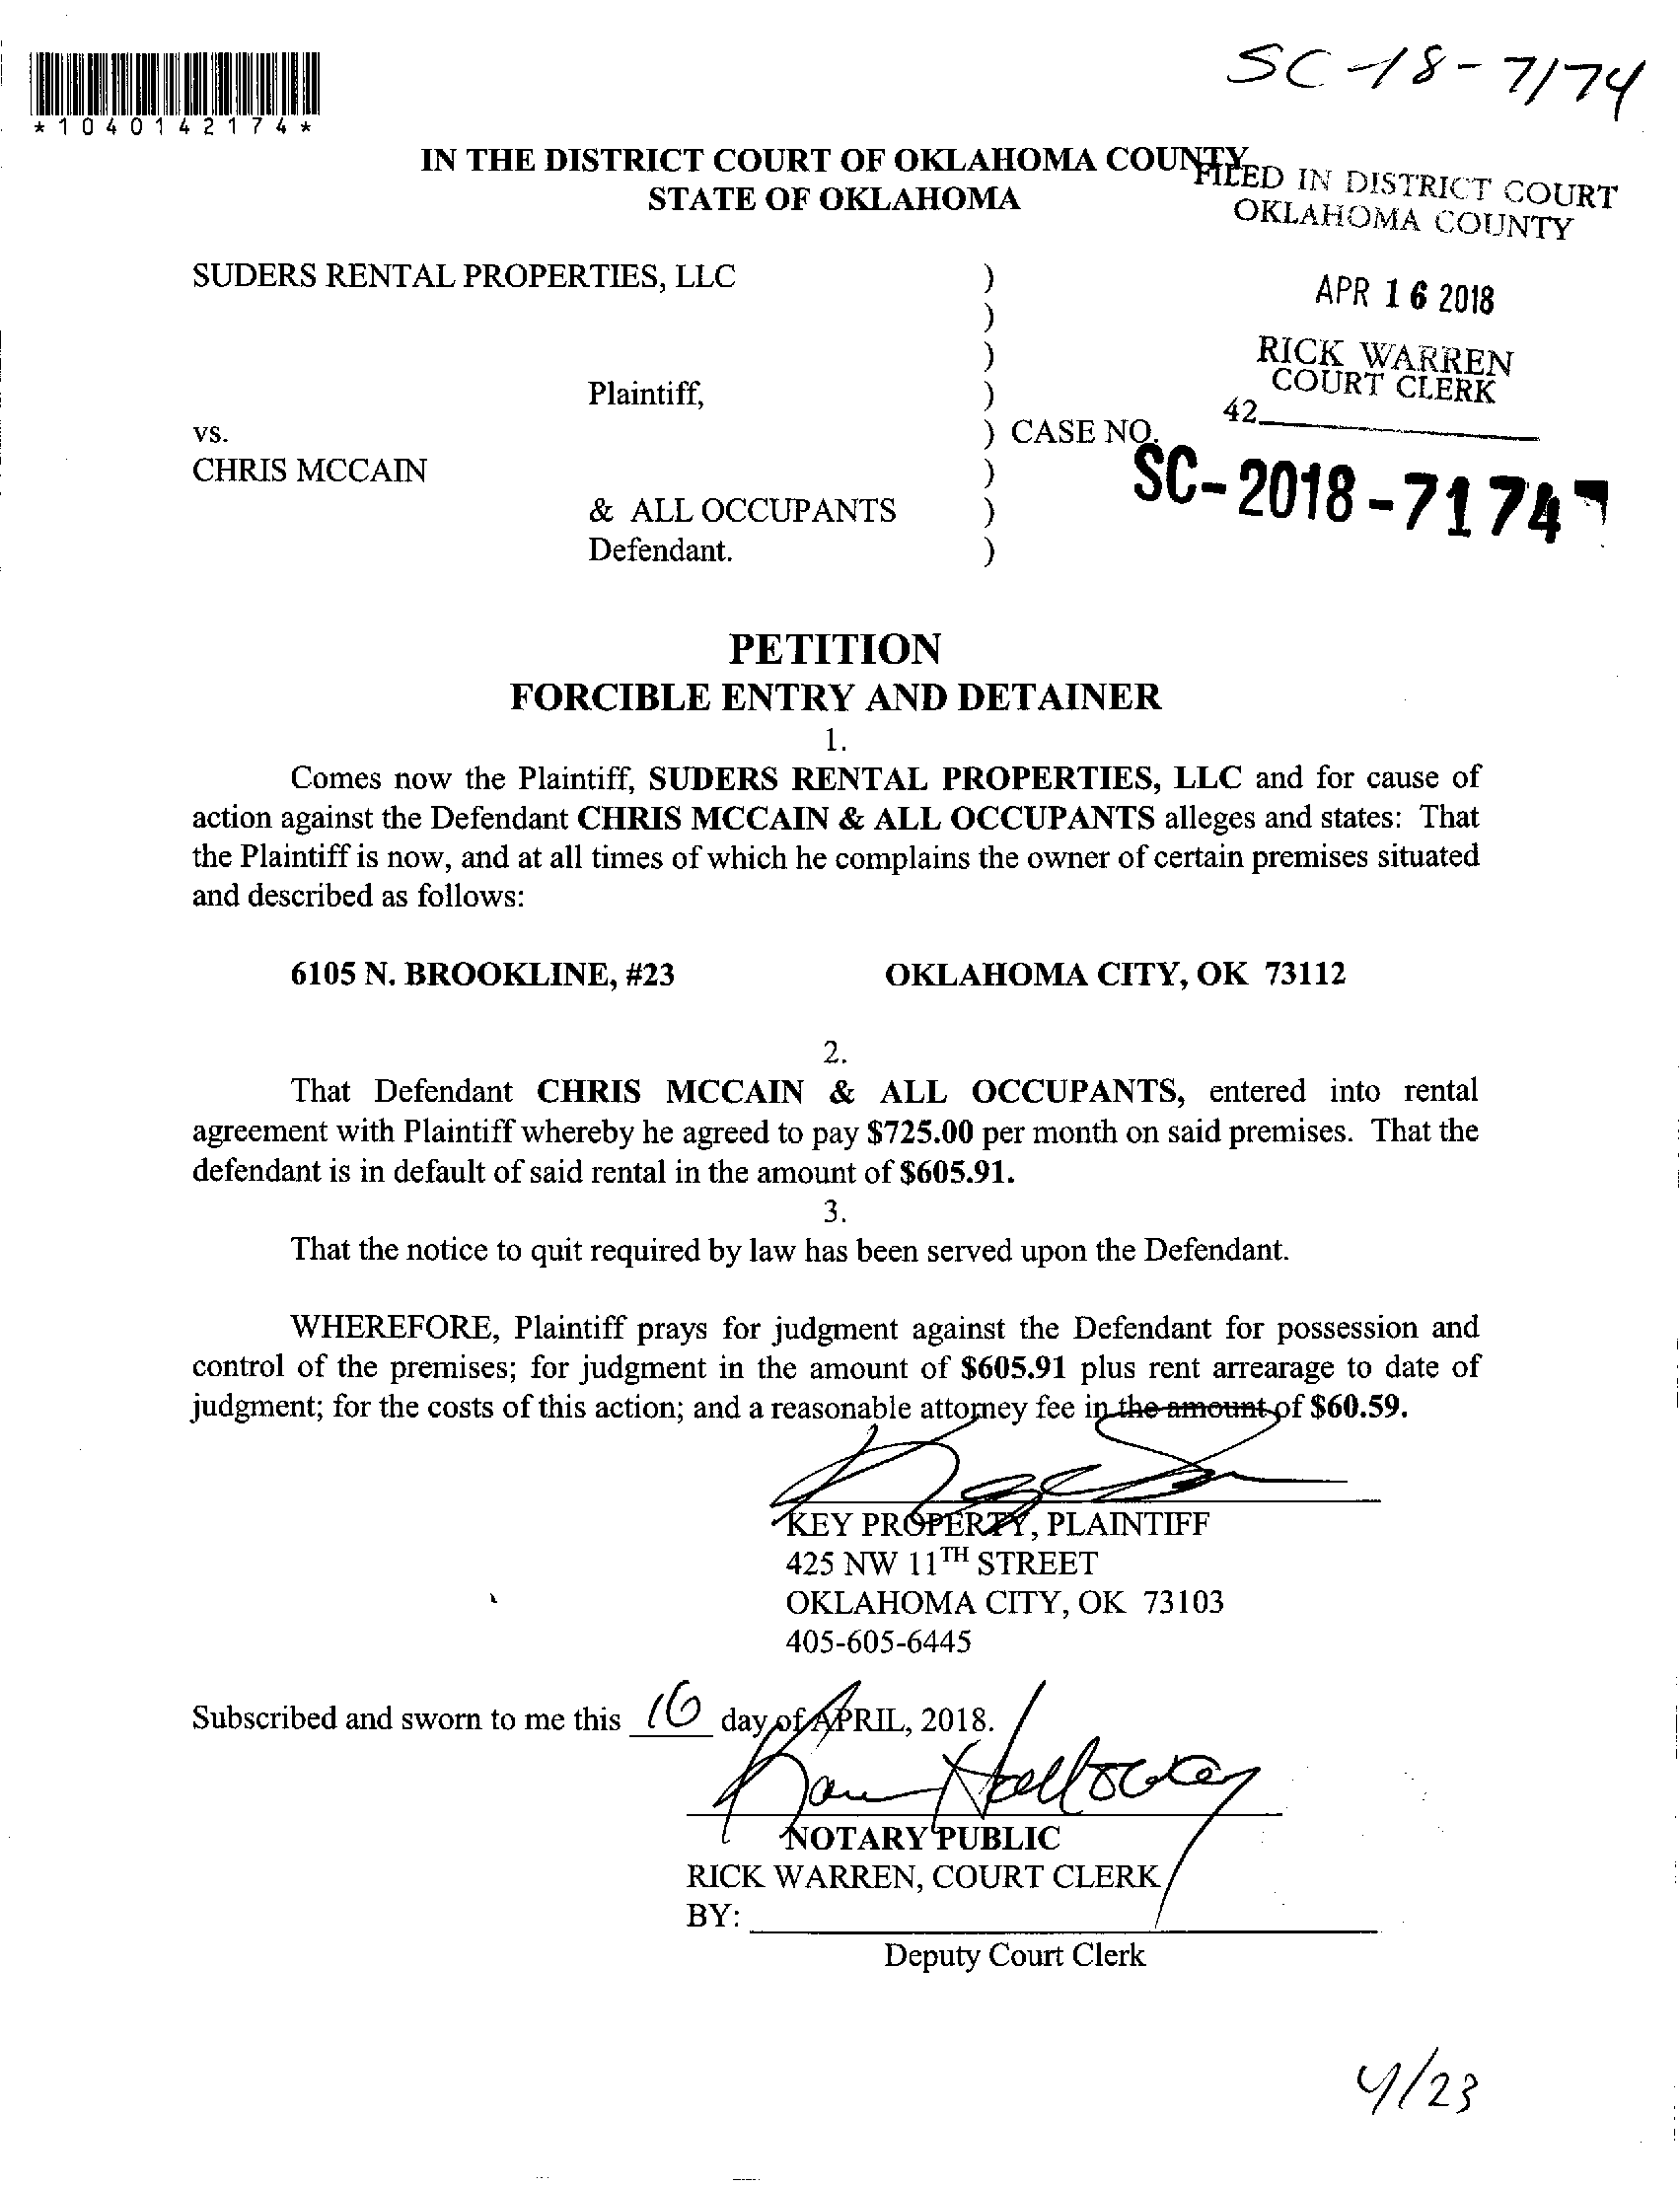 SC-18-7174
*1040142174*
IN THE DISTRICT COURT OF OKLAHOMA COUNTY
STATE OF OKLAHOMA
FILED IN DISTRICT COURT
OKLAHOMA COUNTY
SUDERS RENTAL PROPERTIES, LLC )
APR 16 2018
)
)
RICK WARREN
COURT CLERK
Plaintiff, )
42
vs. ) CASE NO.
SC-2018-7174
CHRIS MCCAIN )
& ALL OCCUPANTS )
Defendant. )
PETITION
FORCIBLE ENTRY AND DETAINER
1.
Comes now the Plaintiff, SUDERS RENTAL PROPERTIES, LLC and for cause of
action against the Defendant CHRIS MCCAIN & ALL OCCUPANTS alleges and states: That
the Plaintiff is now, and at all times of which he complains the owner of certain premises situated
and described as follows:
6105 N. BROOKLINE, #23 OKLAHOMA CITY, OK 73112
2.
That Defendant CHRIS MCCAIN & ALL OCCUPANTS, entered into rental
agreement with Plaintiff whereby he agreed to pay $725.00 per month on said premises. That the
defendant is in default of said rental in the amount of $605.91.
3.
That the notice to quit required by law has been served upon the Defendant.
WHEREFORE, Plaintiff prays for judgment against the Defendant for possession and
control of the premises; for judgment in the amount of $605.91 plus rent arrearage to date of
judgment; for the costs of this action; and a reasonable attorney fee in the amount of $60.59.
KEY PROPERTY, PLAINTIFF
425 NW 11TH STREET
OKLAHOMA CITY, OK 73103
405-605-6445
Subscribed and sworn to me this 16 day of APRIL, 2018.
NOTARY PUBLIC
RICK WARREN, COURT CLERK
BY:
Deputy Court Clerk
4/23